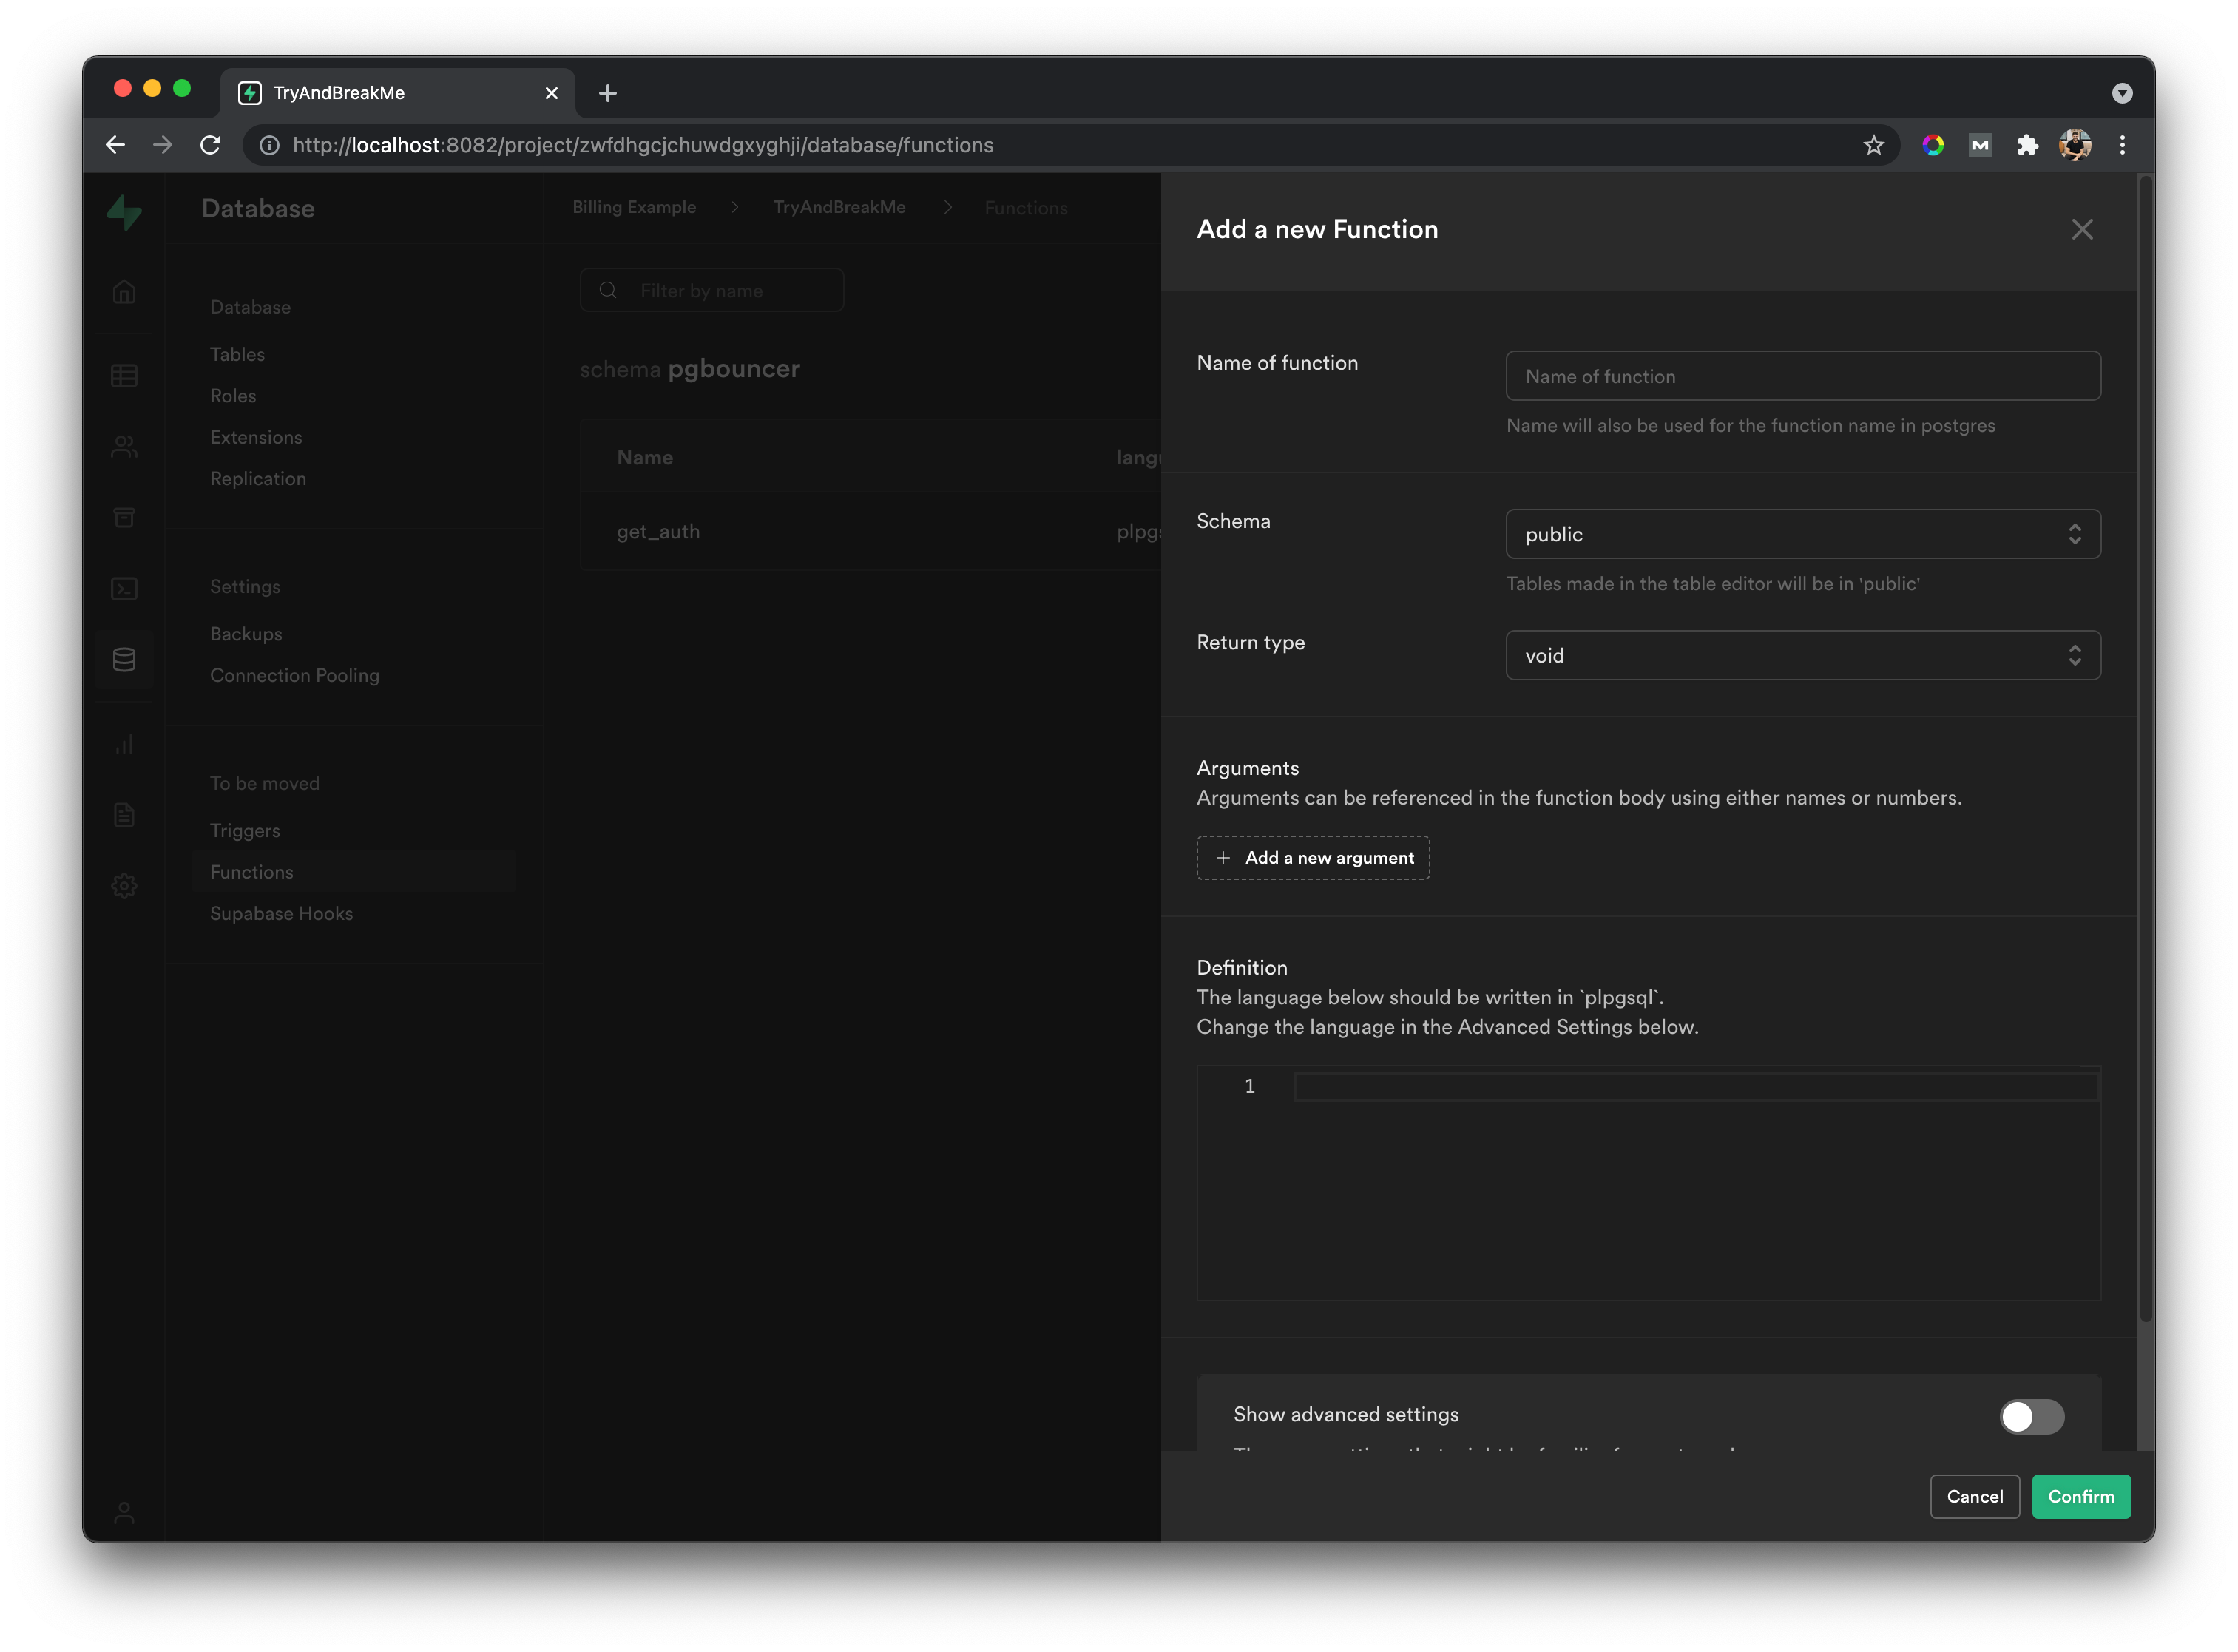 TryAndBreakMe
http://localhost:8082/project/zwfdhgcjchuwdgxyghji/database/functions
Database
Billing Example > TryAndBreakMe > Functions
Database
Tables
Roles
Extensions
Replication
Settings
Backups
Connection Pooling
To be moved
Triggers
Functions
Supabase Hooks
Filter by name
schema pgbouncer
Name langu
get_auth plpgs
Add a new Function
Name of function
Name of function
Name will also be used for the function name in postgres
Schema
public
Tables made in the table editor will be in 'public'
Return type
void
Arguments
Arguments can be referenced in the function body using either names or numbers.
+ Add a new argument
Definition
The language below should be written in `plpgsql`.
Change the language in the Advanced Settings below.
1
Show advanced settings
Cancel
Confirm